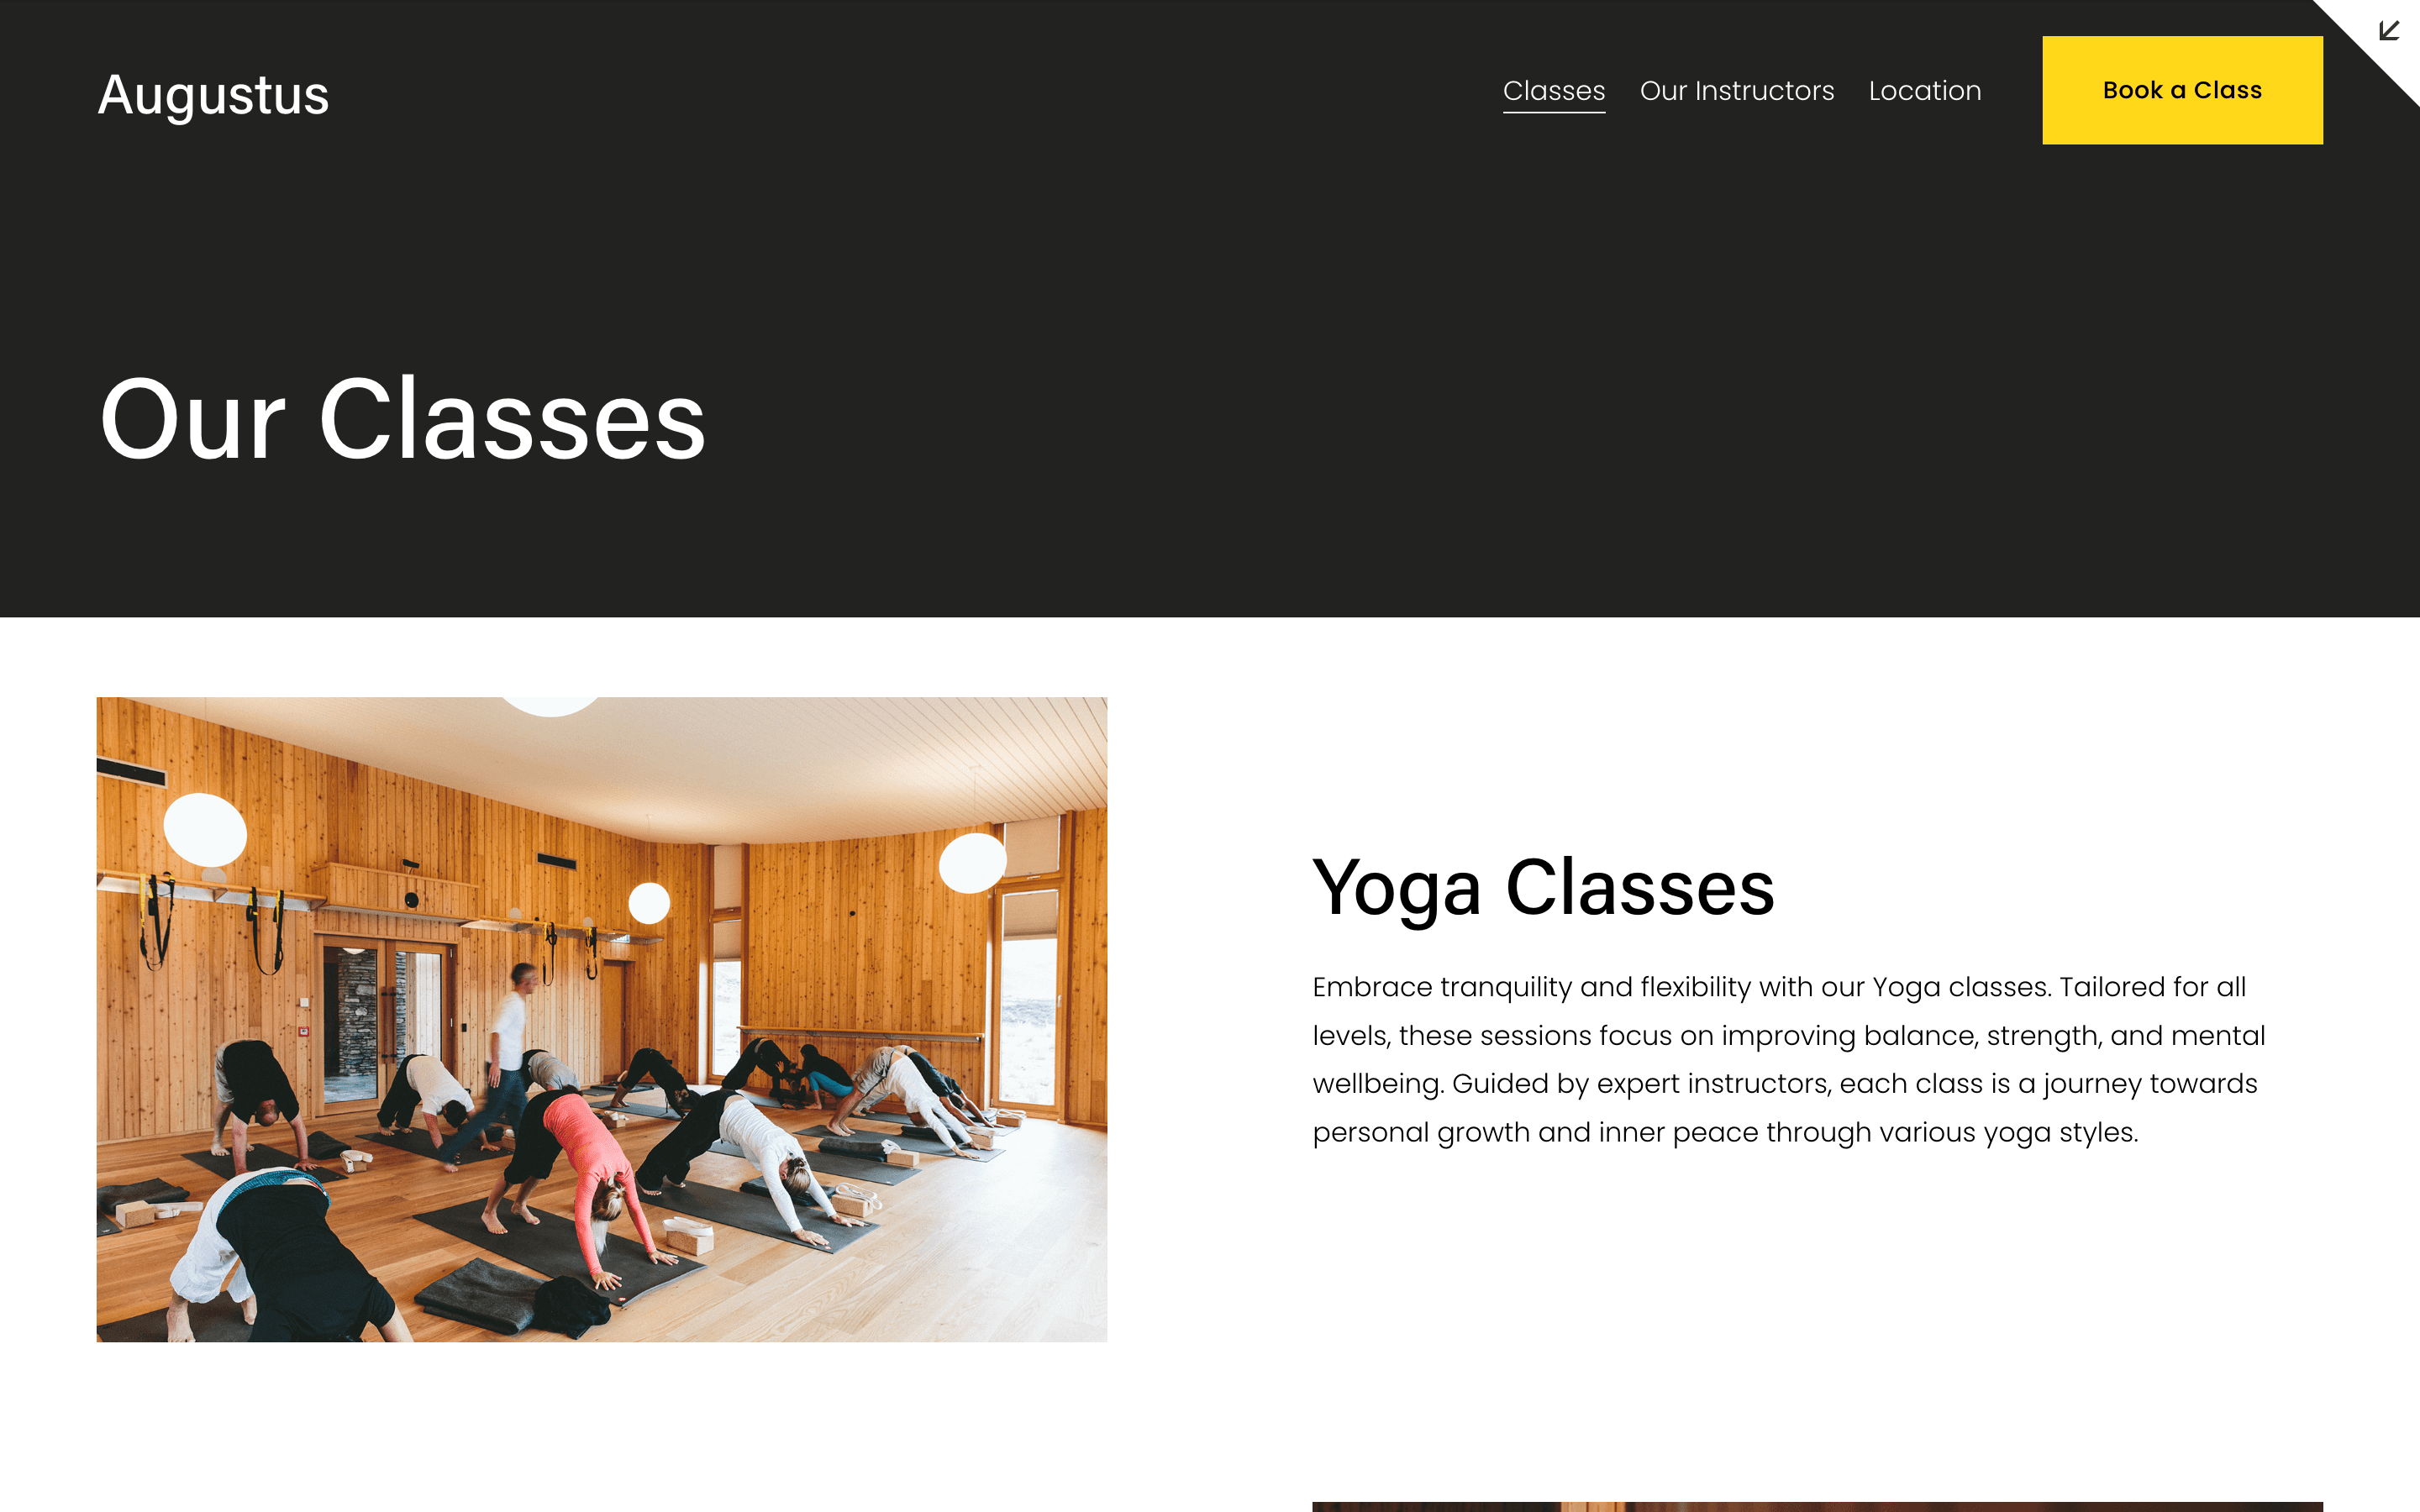 Augustus
Classes
Our Instructors
Location
Book a Class
Our Classes
Yoga Classes
Embrace tranquility and flexibility with our Yoga classes. Tailored for all
levels, these sessions focus on improving balance, strength, and mental
wellbeing. Guided by expert instructors, each class is a journey towards
personal growth and inner peace through various yoga styles.